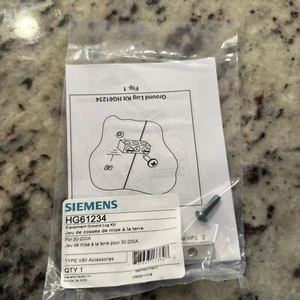 Ground Lug Kit HG61234
Fig. 1
GND
SIEMENS
HG61234
Equipment Ground Lug Kit
Jeu de cosses de mise à la terre
For 30-200A
Jeu de mise à la terre pour 30-200A
TYPE VBII Accessories
QTY 1